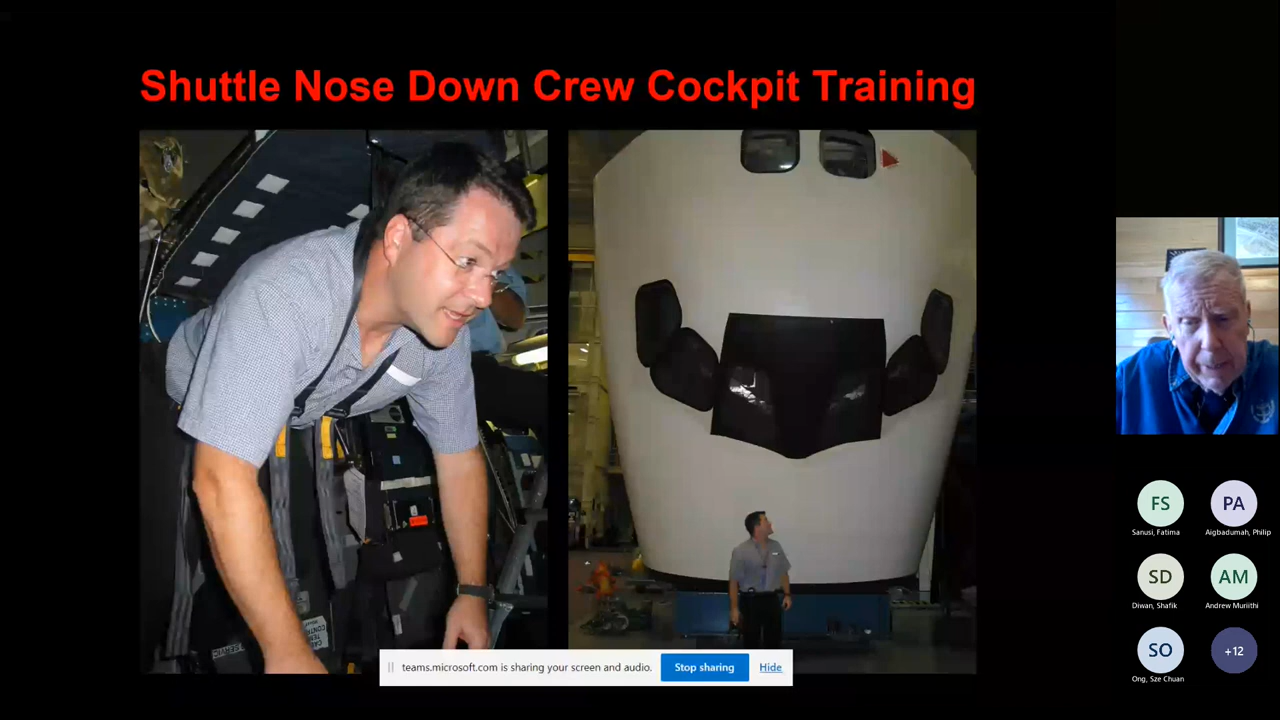 Shuttle Nose Down Crew Cockpit Training
teams.microsoft.com is sharing your screen and audio.
Stop sharing
Hide
FS
PA
Sanusi, Fatima
Aigbadumah, Philip
SD
AM
Diwan, Shafik
Andrew Muriithi
SO
+12
Ong, Sze Chuan